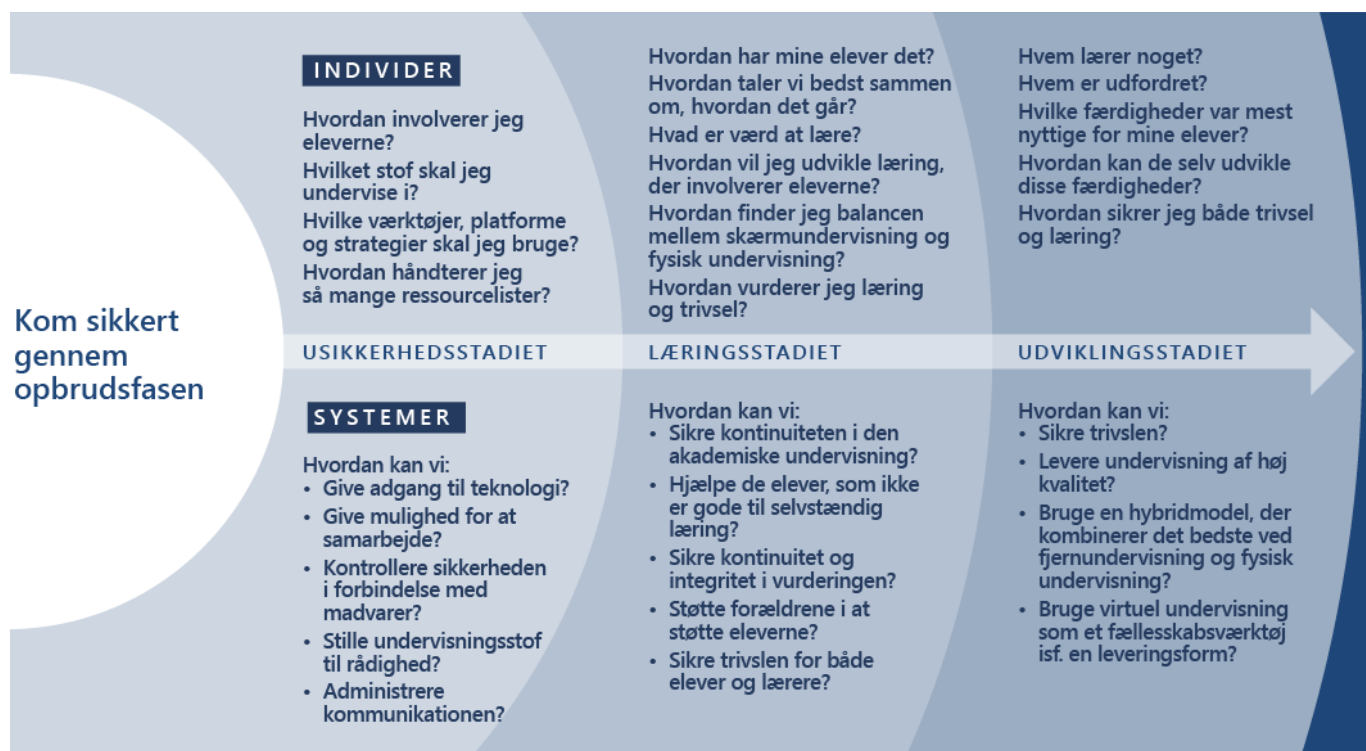 Kom sikkert
gennem
opbrudsfasen
INDIVIDER
Hvordan involverer jeg
eleverne?
Hvilket stof skal jeg
undervise i?
Hvilke værktøjer, platforme
og strategier skal jeg bruge?
Hvordan håndterer jeg
så mange ressourcelister?
USIKKERHEDSSTADIET
SYSTEMER
Hvordan kan vi:
• Give adgang til teknologi?
• Give mulighed for at
samarbejde?
• Kontrollere sikkerheden
i forbindelse med
madvarer?
• Stille undervisningsstof
til rådighed?
• Administrere
kommunikationen?
Hvordan har mine elever det?
Hvordan taler vi bedst sammen
om, hvordan det går?
Hvad er værd at lære?
Hvordan vil jeg udvikle læring,
der involverer eleverne?
Hvordan finder jeg balancen
mellem skærmundervisning og
fysisk undervisning?
Hvordan vurderer jeg læring
og trivsel?
LÆRINGSSTADIET
Hvordan kan vi:
• Sikre kontinuiteten i den
akademiske undervisning?
• Hjælpe de elever, som ikke
er gode til selvstændig
læring?
• Sikre kontinuitet og
integritet i vurderingen?
• Støtte forældrene i at
støtte eleverne?
• Sikre trivslen for både
elever og lærere?
Hvem lærer noget?
Hvem er udfordret?
Hvilke færdigheder var mest
nyttige for mine elever?
Hvordan kan de selv udvikle
disse færdigheder?
Hvordan sikrer jeg både trivsel
og læring?
UDVIKLINGSSTADIET
Hvordan kan vi:
• Sikre trivslen?
• Levere undervisning af høj
kvalitet?
• Bruge en hybridmodel, der
kombinerer det bedste ved
fjernundervisning og fysisk
undervisning?
• Bruge virtuel undervisning
som et fællesskabsværktøj
isf. en leveringsform?